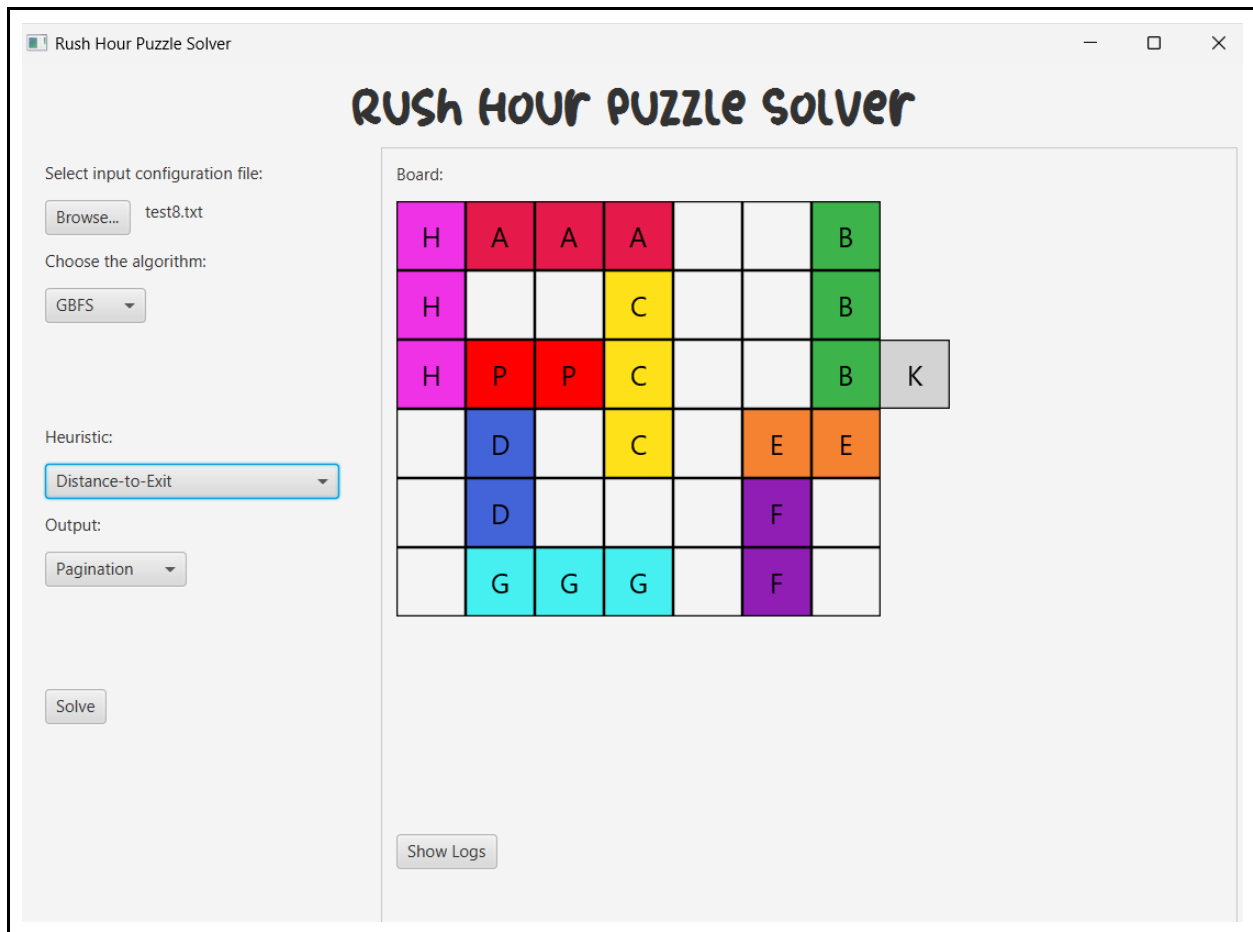 Rush Hour Puzzle Solver
Rush Hour Puzzle Solver
Select input configuration file:
Browse... test8.txt
Choose the algorithm:
GBFS
Heuristic:
Distance-to-Exit
Output:
Pagination
Solve
Board:
H A A A B
H C B
H P P C B K
D C E E
D F
G G G F
Show Logs